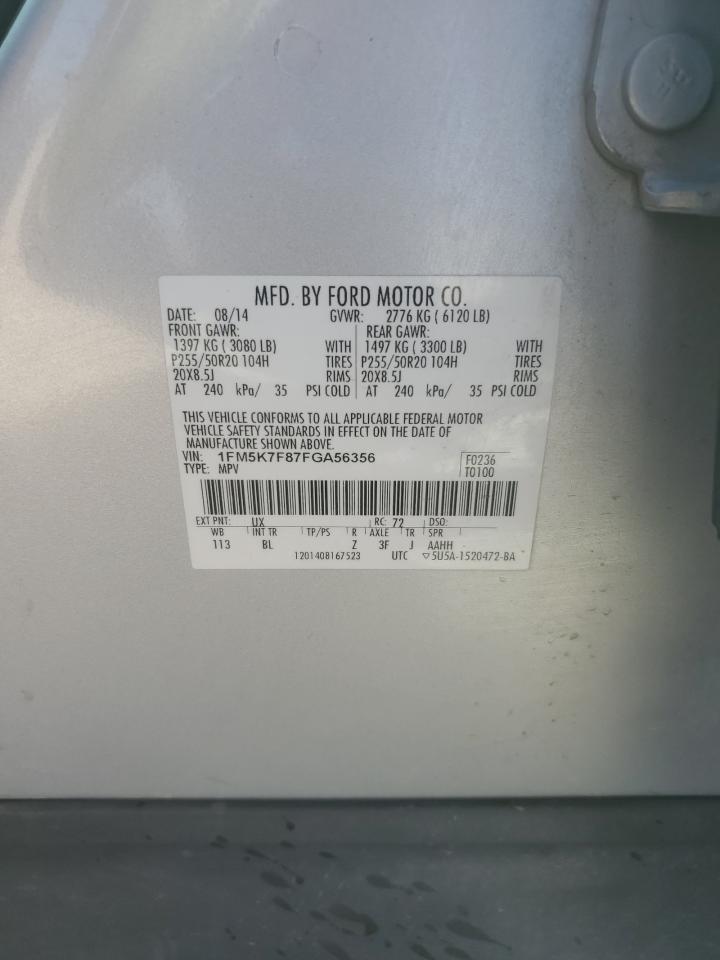 MFD. BY FORD MOTOR CO.
DATE: 08/14 GVWR: 2776 KG ( 6120 LB)
FRONT GAWR: REAR GAWR:
1397 KG ( 3080 LB) WITH 1497 KG ( 3300 LB) WITH
P255/50R20 104H TIRES P255/50R20 104H TIRES
20X8.5J RIMS 20X8.5J RIMS
AT 240 kPa/ 35 PSI COLD AT 240 kPa/ 35 PSI COLD
THIS VEHICLE CONFORMS TO ALL APPLICABLE FEDERAL MOTOR
VEHICLE SAFETY STANDARDS IN EFFECT ON THE DATE OF
MANUFACTURE SHOWN ABOVE.
VIN: 1FM5K7F87FGA56356 F0236
TYPE: MPV T0100
EXT PNT: UX RC: 72 DSO:
WB INT TR TP/PS R AXLE TR SPR
113 BL Z 3F J AAHH
1201408167523 UTC ▽5U5A-1520472-BA